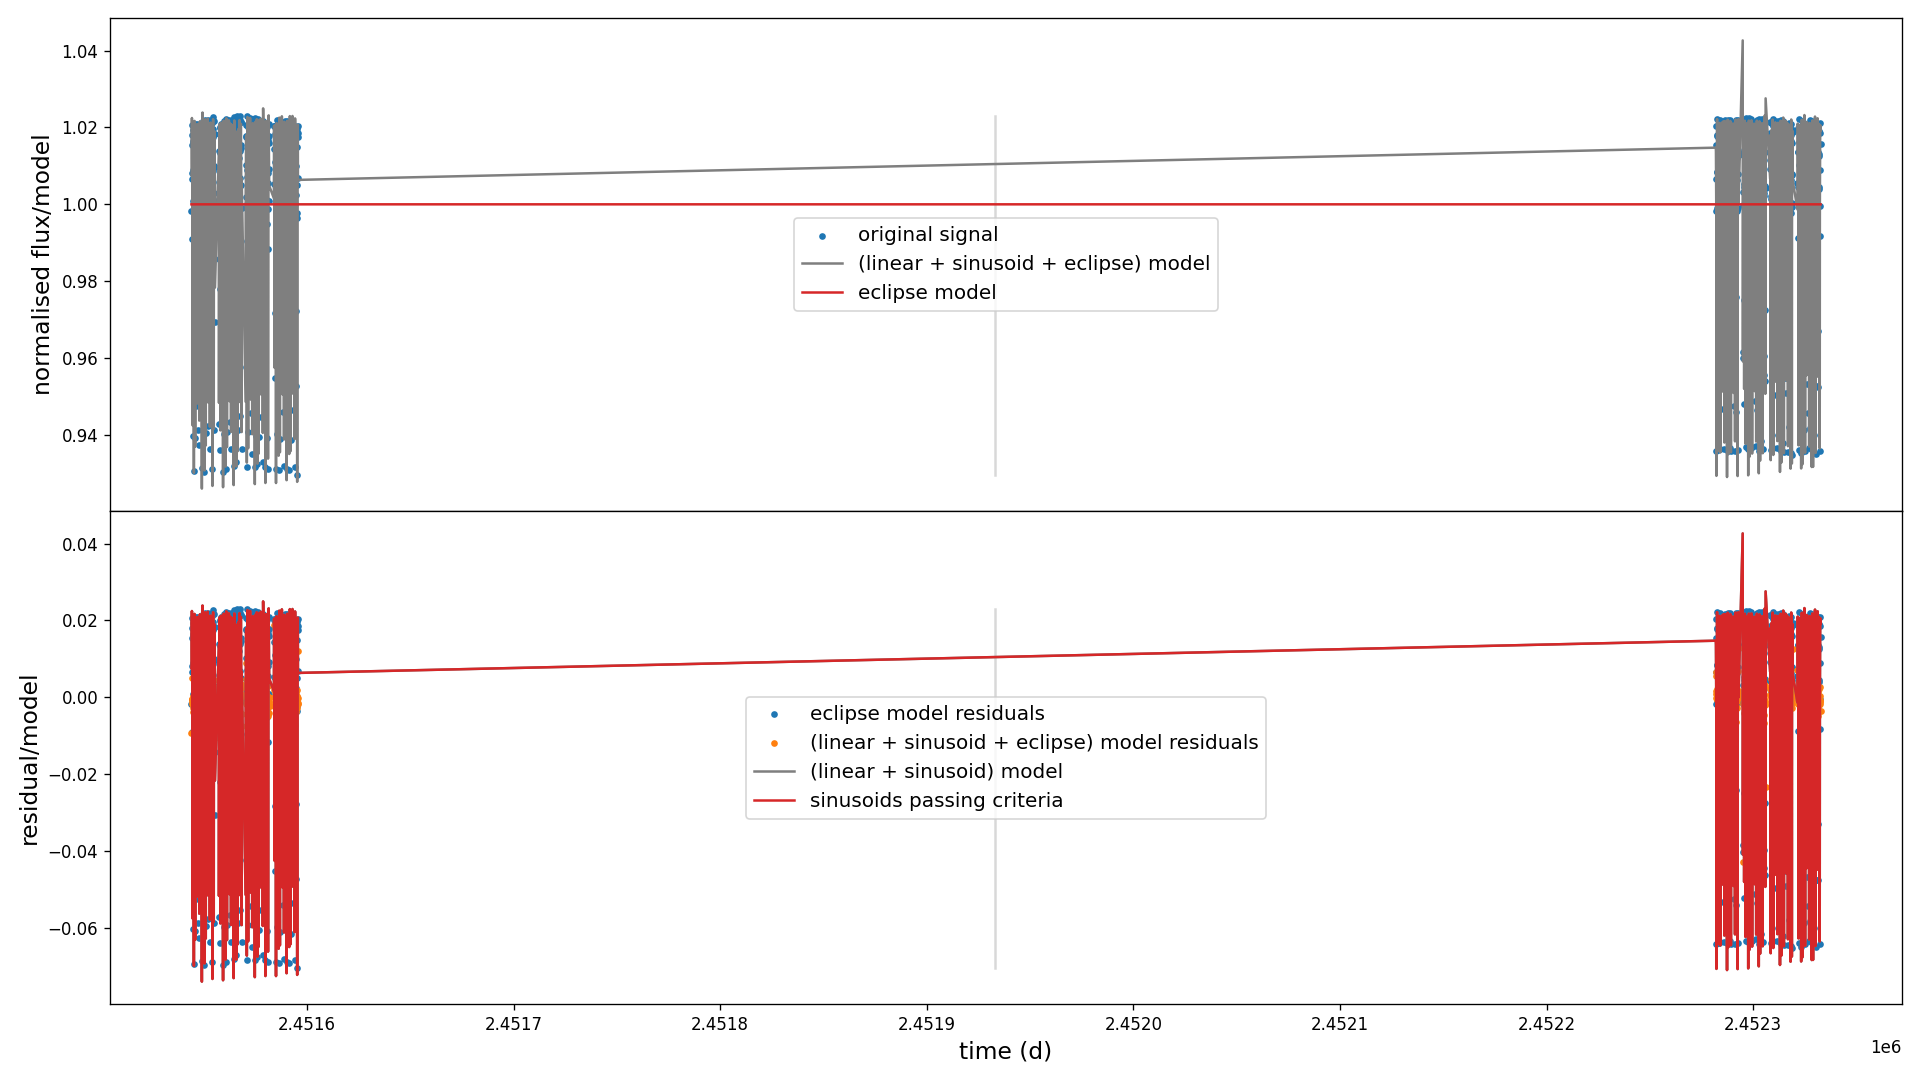 normalised flux/model
1.04
1.02
1.00
0.98
0.96
0.94
original signal
(linear + sinusoid + eclipse) model
eclipse model
residual/model
0.04
0.02
0.00
−0.02
−0.04
−0.06
eclipse model residuals
(linear + sinusoid + eclipse) model residuals
(linear + sinusoid) model
sinusoids passing criteria
2.4516 2.4517 2.4518 2.4519 2.4520 2.4521 2.4522 2.4523
1e6
time (d)